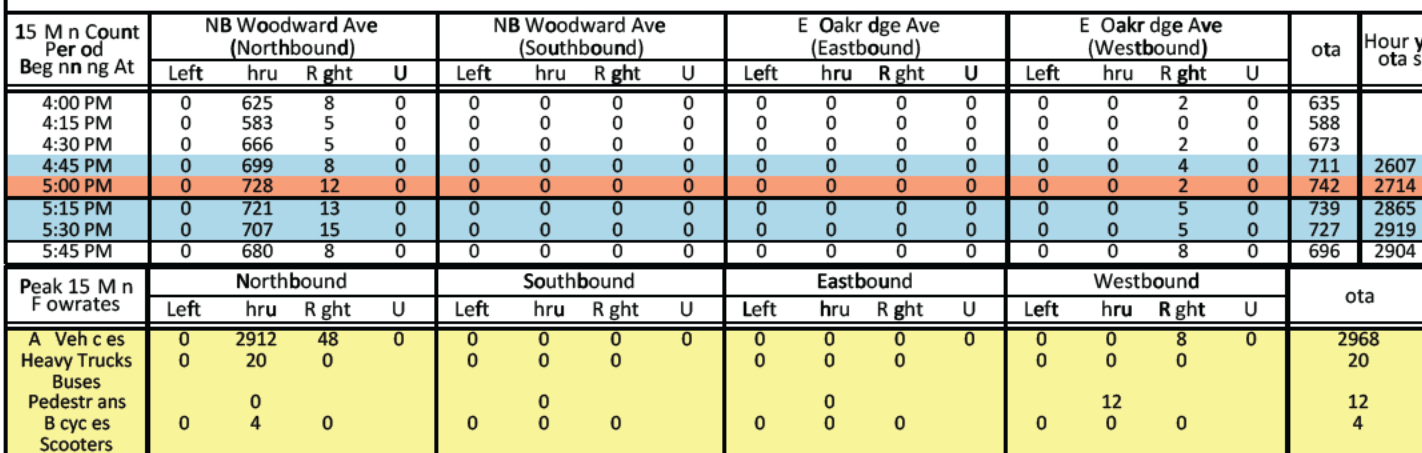 15 M n Count Per od Beg nn ng At | NB Woodward Ave (Northbound) | NB Woodward Ave (Southbound) | E Oakr dge Ave (Eastbound) | E Oakr dge Ave (Westbound) | ota | Hour y ota s
Left hru R ght U | Left hru R ght U | Left hru R ght U | Left hru R ght U
4:00 PM 0 625 8 0 0 0 0 0 0 0 0 0 0 0 2 0 635
4:15 PM 0 583 5 0 0 0 0 0 0 0 0 0 0 0 0 0 588
4:30 PM 0 666 5 0 0 0 0 0 0 0 0 0 0 0 2 0 673
4:45 PM 0 699 8 0 0 0 0 0 0 0 0 0 0 0 4 0 711 2607
5:00 PM 0 728 12 0 0 0 0 0 0 0 0 0 0 0 2 0 742 2714
5:15 PM 0 721 13 0 0 0 0 0 0 0 0 0 0 0 5 0 739 2865
5:30 PM 0 707 15 0 0 0 0 0 0 0 0 0 0 0 5 0 727 2919
5:45 PM 0 680 8 0 0 0 0 0 0 0 0 0 0 0 8 0 696 2904
Peak 15 M n F owrates | Northbound | Southbound | Eastbound | Westbound | ota
Left hru R ght U | Left hru R ght U | Left hru R ght U | Left hru R ght U
A Veh c es 0 2912 48 0 0 0 0 0 0 0 0 0 0 0 8 0 2968
Heavy Trucks 0 20 0 0 0 0 0 0 0 0 0 0 20
Buses
Pedestr ans 0 0 0 12 12
B cyc es 0 4 0 0 0 0 0 0 0 0 0 0 4
Scooters